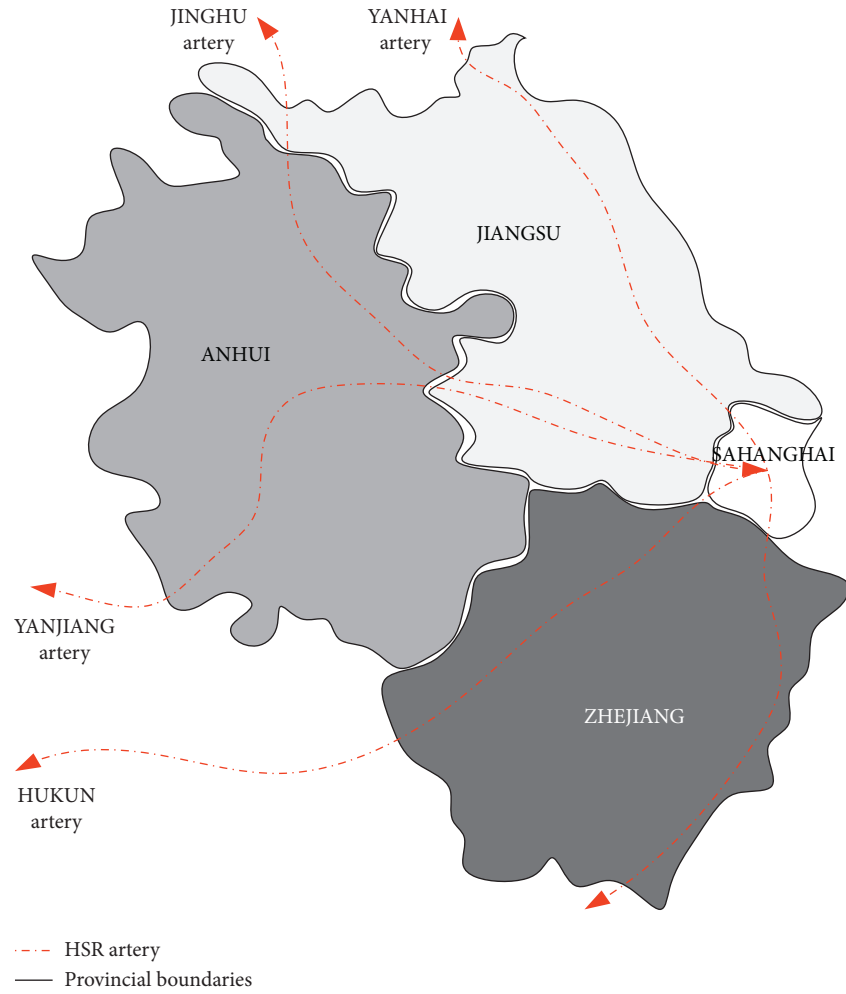 JINGHU
artery
YANHAI
artery
JIANGSU
ANHUI
SAHANGHAI
YANJIANG
artery
ZHEJIANG
HUKUN
artery
HSR artery
Provincial boundaries